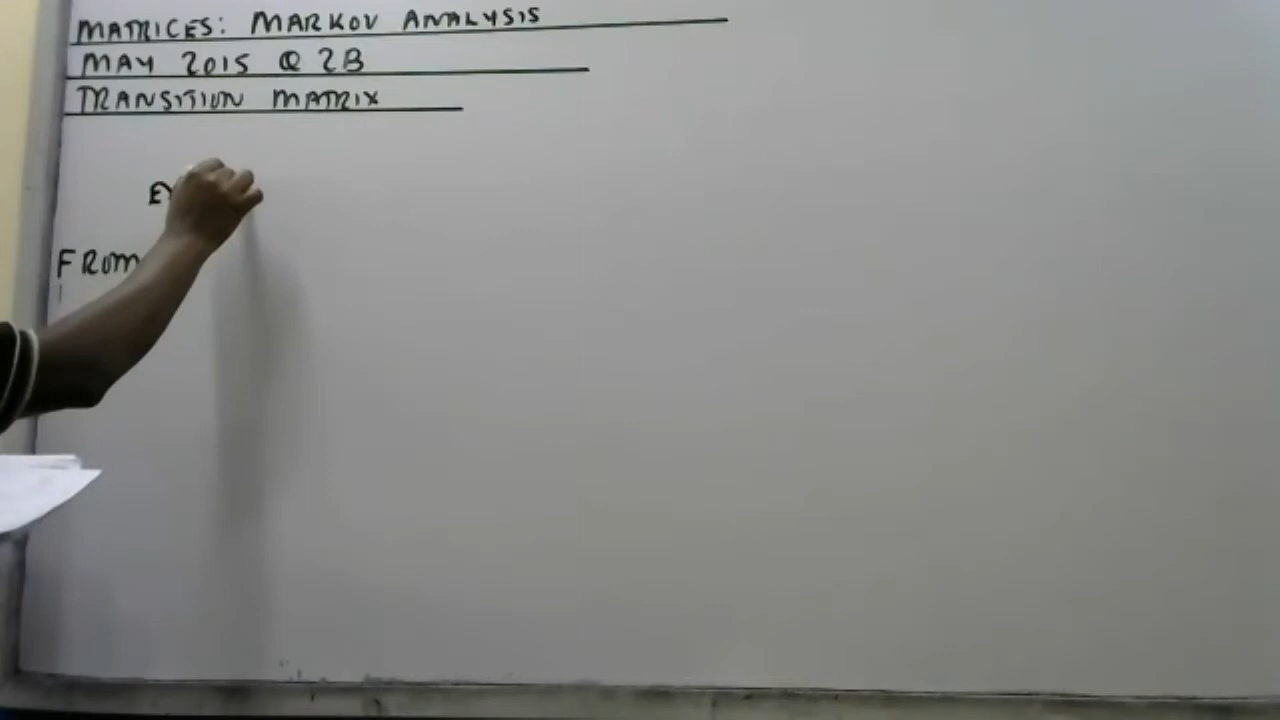 MATRICES: MARKOV ANALYSIS
MAY 2015 Q 2B
TRANSITION MATRIX
FROM